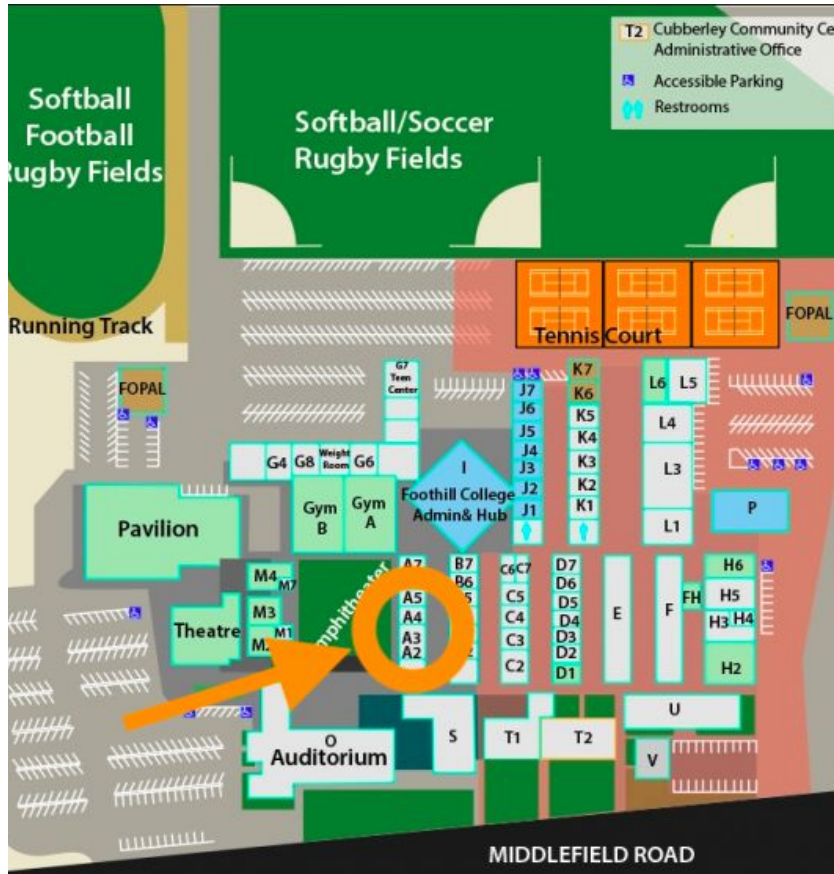 T2 Cubberley Community Ce
Administrative Office
Accessible Parking
Restrooms
Softball
Football
Rugby Fields
Softball/Soccer
Rugby Fields
Running Track
Tennis Court
FOPAL
FOPAL
G7
Teen
Center
J7
J6
J5
J4
J3
J2
J1
K7
K6
K5
K4
K3
K2
K1
L6 L5
L4
L3
L1
G4 G8 Weight
Room G6
I
Foothill College
Admin& Hub
P
Pavilion
Gym
B
Gym
A
M4
M7
M3
M1
Theatre
mphitheater
A7
A5
A4
A3
A2
B7
B6
C6 C7
C5
C4
C3
C2
D7
D6
D5
D4
D3
D2
D1
E
F
FH
H6
H5
H3 H4
H2
O
Auditorium
S
T1
T2
U
V
MIDDLEFIELD ROAD